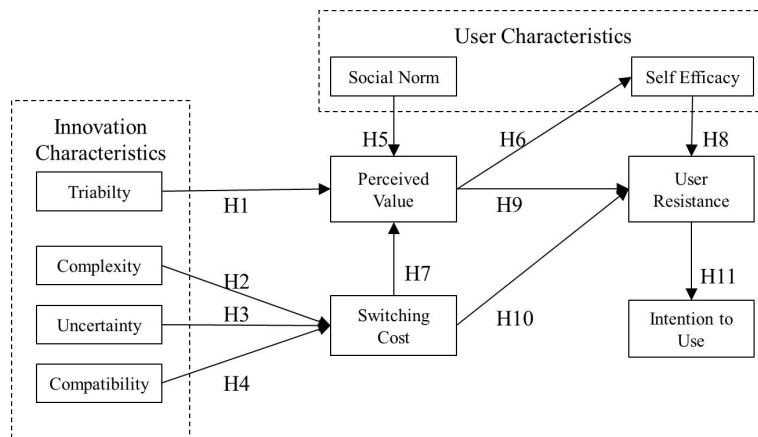 User Characteristics
Social Norm
Self Efficacy
Innovation
Characteristics
H5
H6
H8
Triabilty
H1
Perceived
Value
H9
User
Resistance
Complexity
H2
H7
H11
Uncertainty
H3
Switching
Cost
H10
Intention to
Use
Compatibility
H4